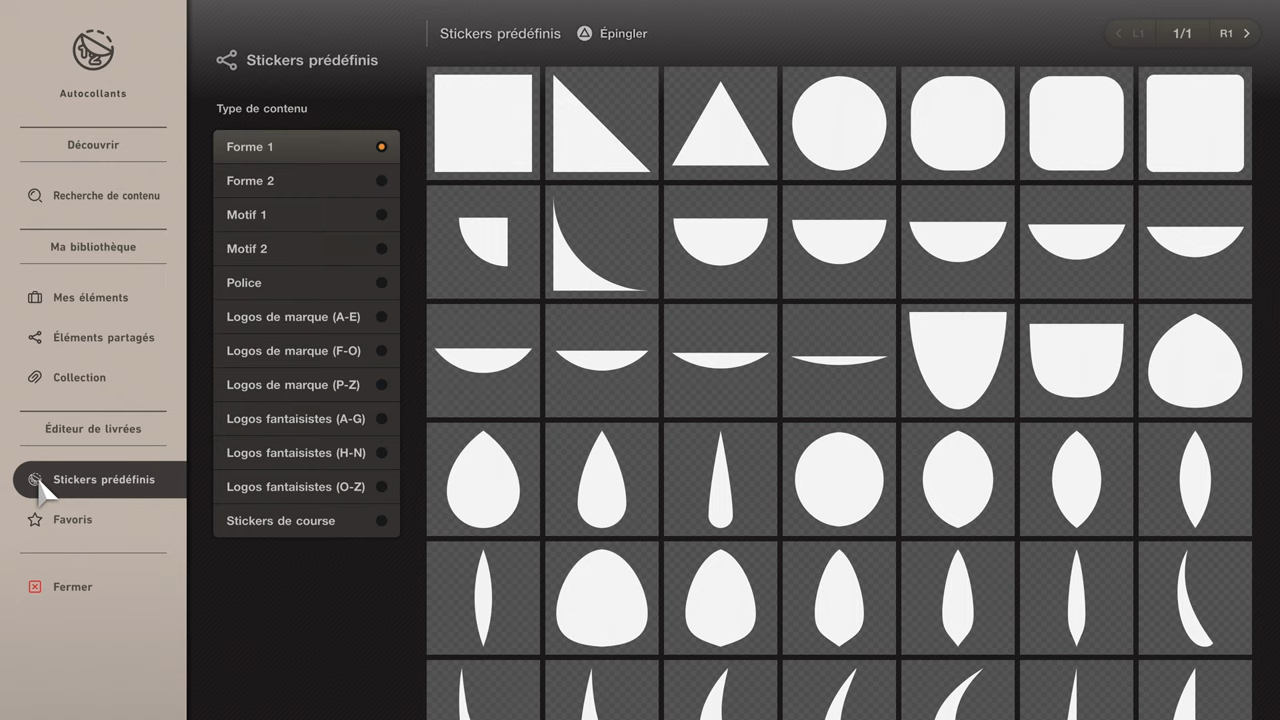 Autocollants
Découvrir
Recherche de contenu
Ma bibliothèque
Mes éléments
Éléments partagés
Collection
Éditeur de livrées
Stickers prédéfinis
Favoris
Fermer
Stickers prédéfinis
Type de contenu
Forme 1
Forme 2
Motif 1
Motif 2
Police
Logos de marque (A-E)
Logos de marque (F-O)
Logos de marque (P-Z)
Logos fantaisistes (A-G)
Logos fantaisistes (H-N)
Logos fantaisistes (O-Z)
Stickers de course
Stickers prédéfinis Épingler
L1 1/1 R1